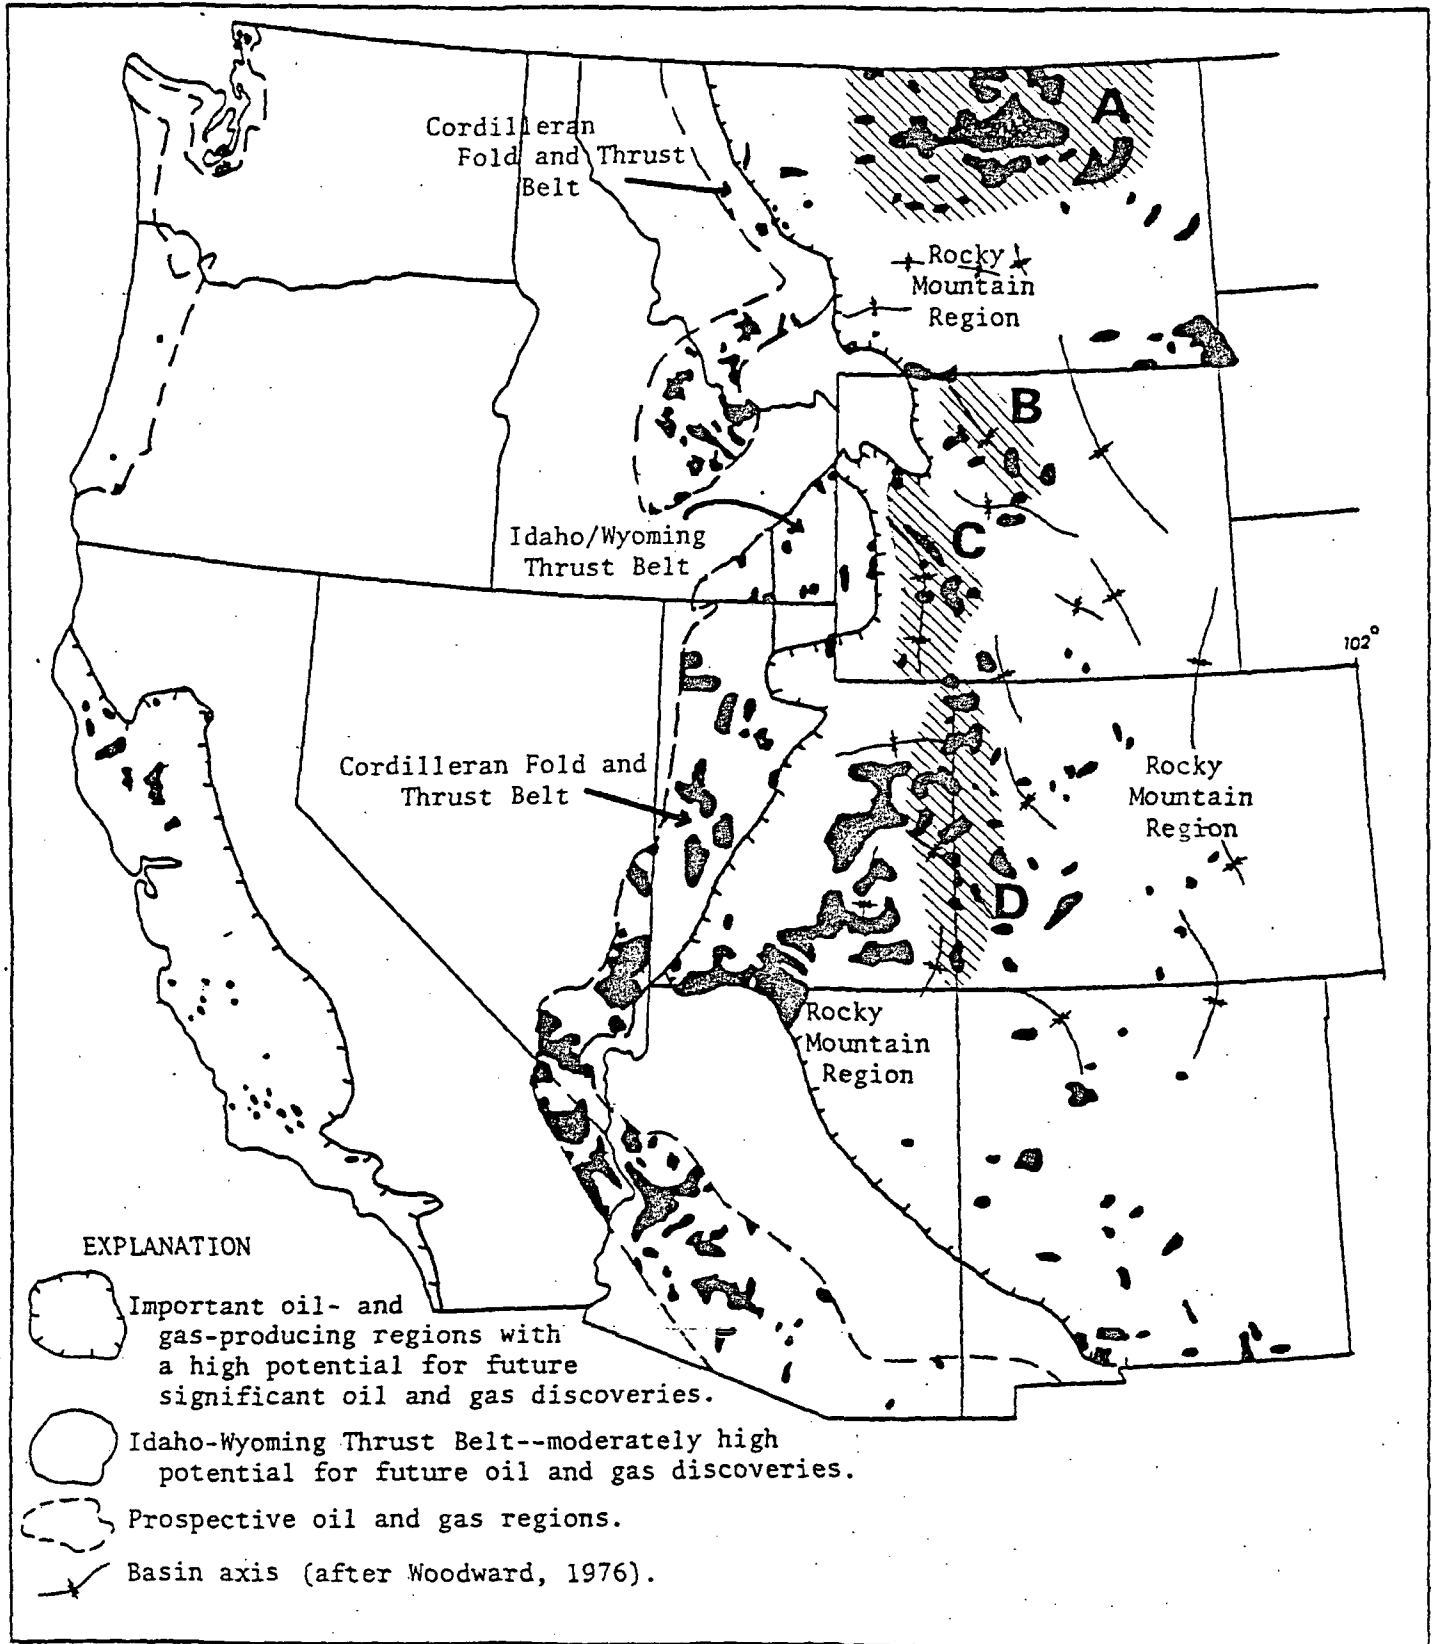 Cordilleran
Fold and Thrust
Belt
A
Rocky
Mountain
Region
B
Idaho/Wyoming
Thrust Belt
C
102°
Cordilleran Fold and
Thrust Belt
Rocky
Mountain
Region
D
Rocky
Mountain
Region
EXPLANATION
Important oil- and
gas-producing regions with
a high potential for future
significant oil and gas discoveries.
Idaho-Wyoming Thrust Belt--moderately high
potential for future oil and gas discoveries.
Prospective oil and gas regions.
Basin axis (after Woodward, 1976).